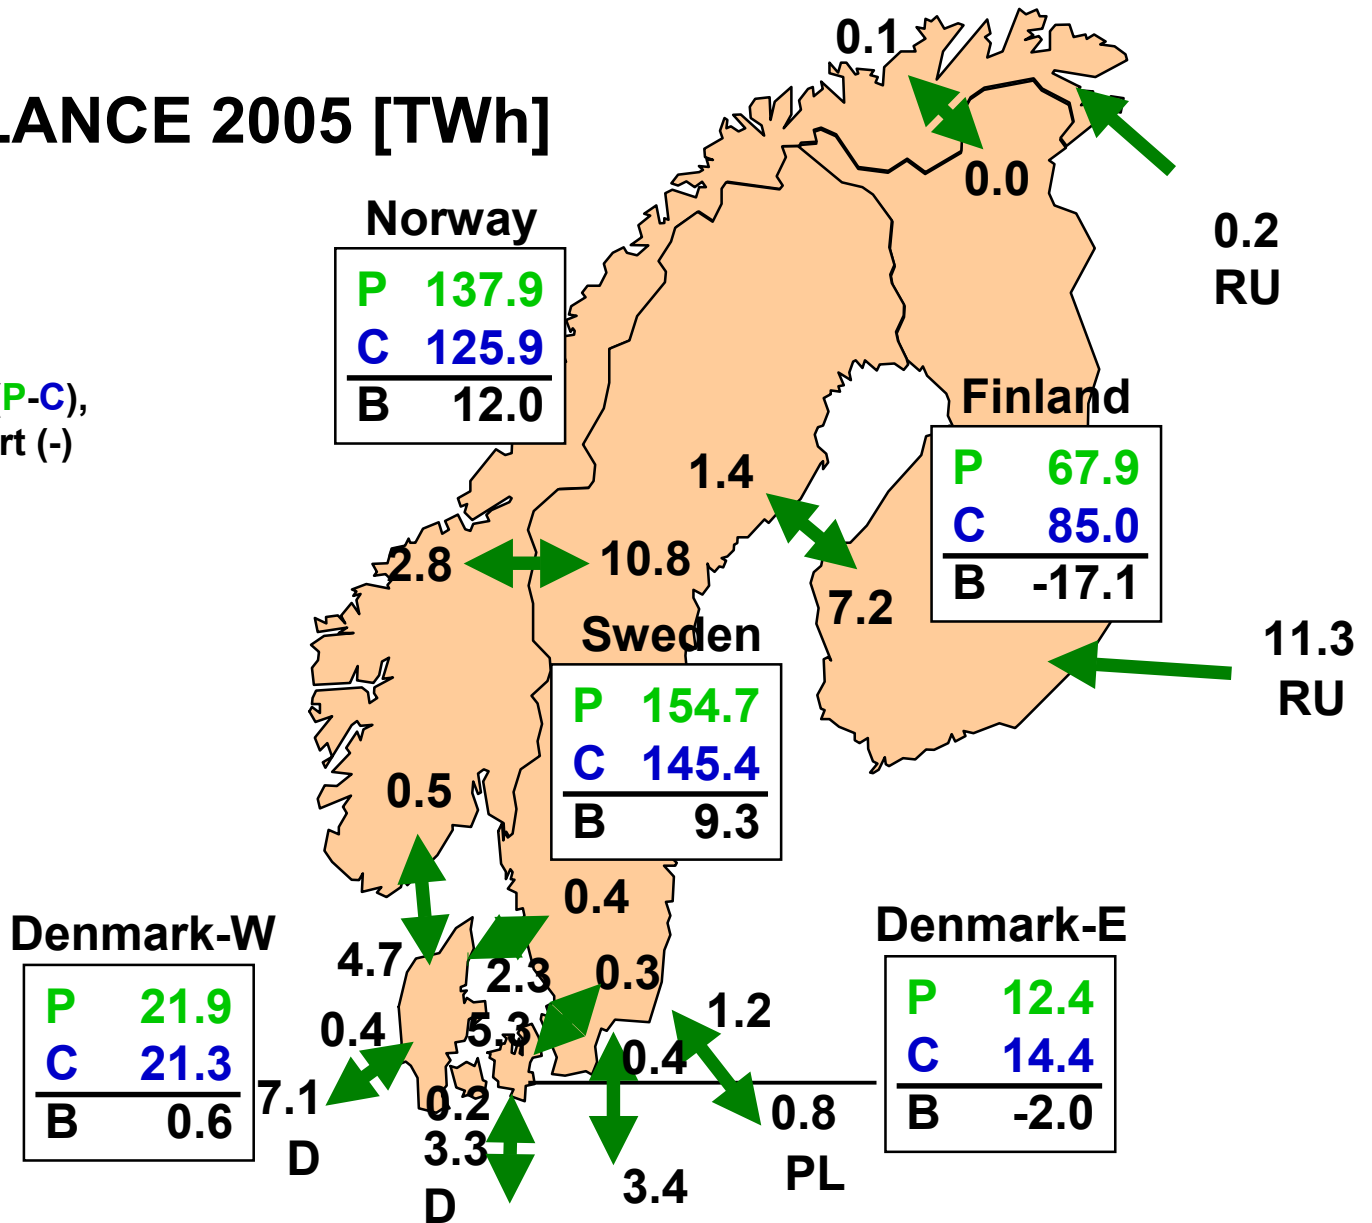 0.1
LANCE 2005 [TWh]
0.0
Norway
0.2
RU
P 137.9
C 125.9
B 12.0
(P-C),
rt (-)
Finland
P 67.9
C 85.0
B -17.1
1.4
2.8
10.8
7.2
Sweden
11.3
RU
P 154.7
C 145.4
B 9.3
0.5
0.4
Denmark-W
Denmark-E
4.7
2.3
0.3
P 21.9
C 21.3
B 0.6
P 12.4
C 14.4
B -2.0
1.2
0.4
5.3
0.4
7.1
D
0.2
3.3
D
0.8
PL
3.4